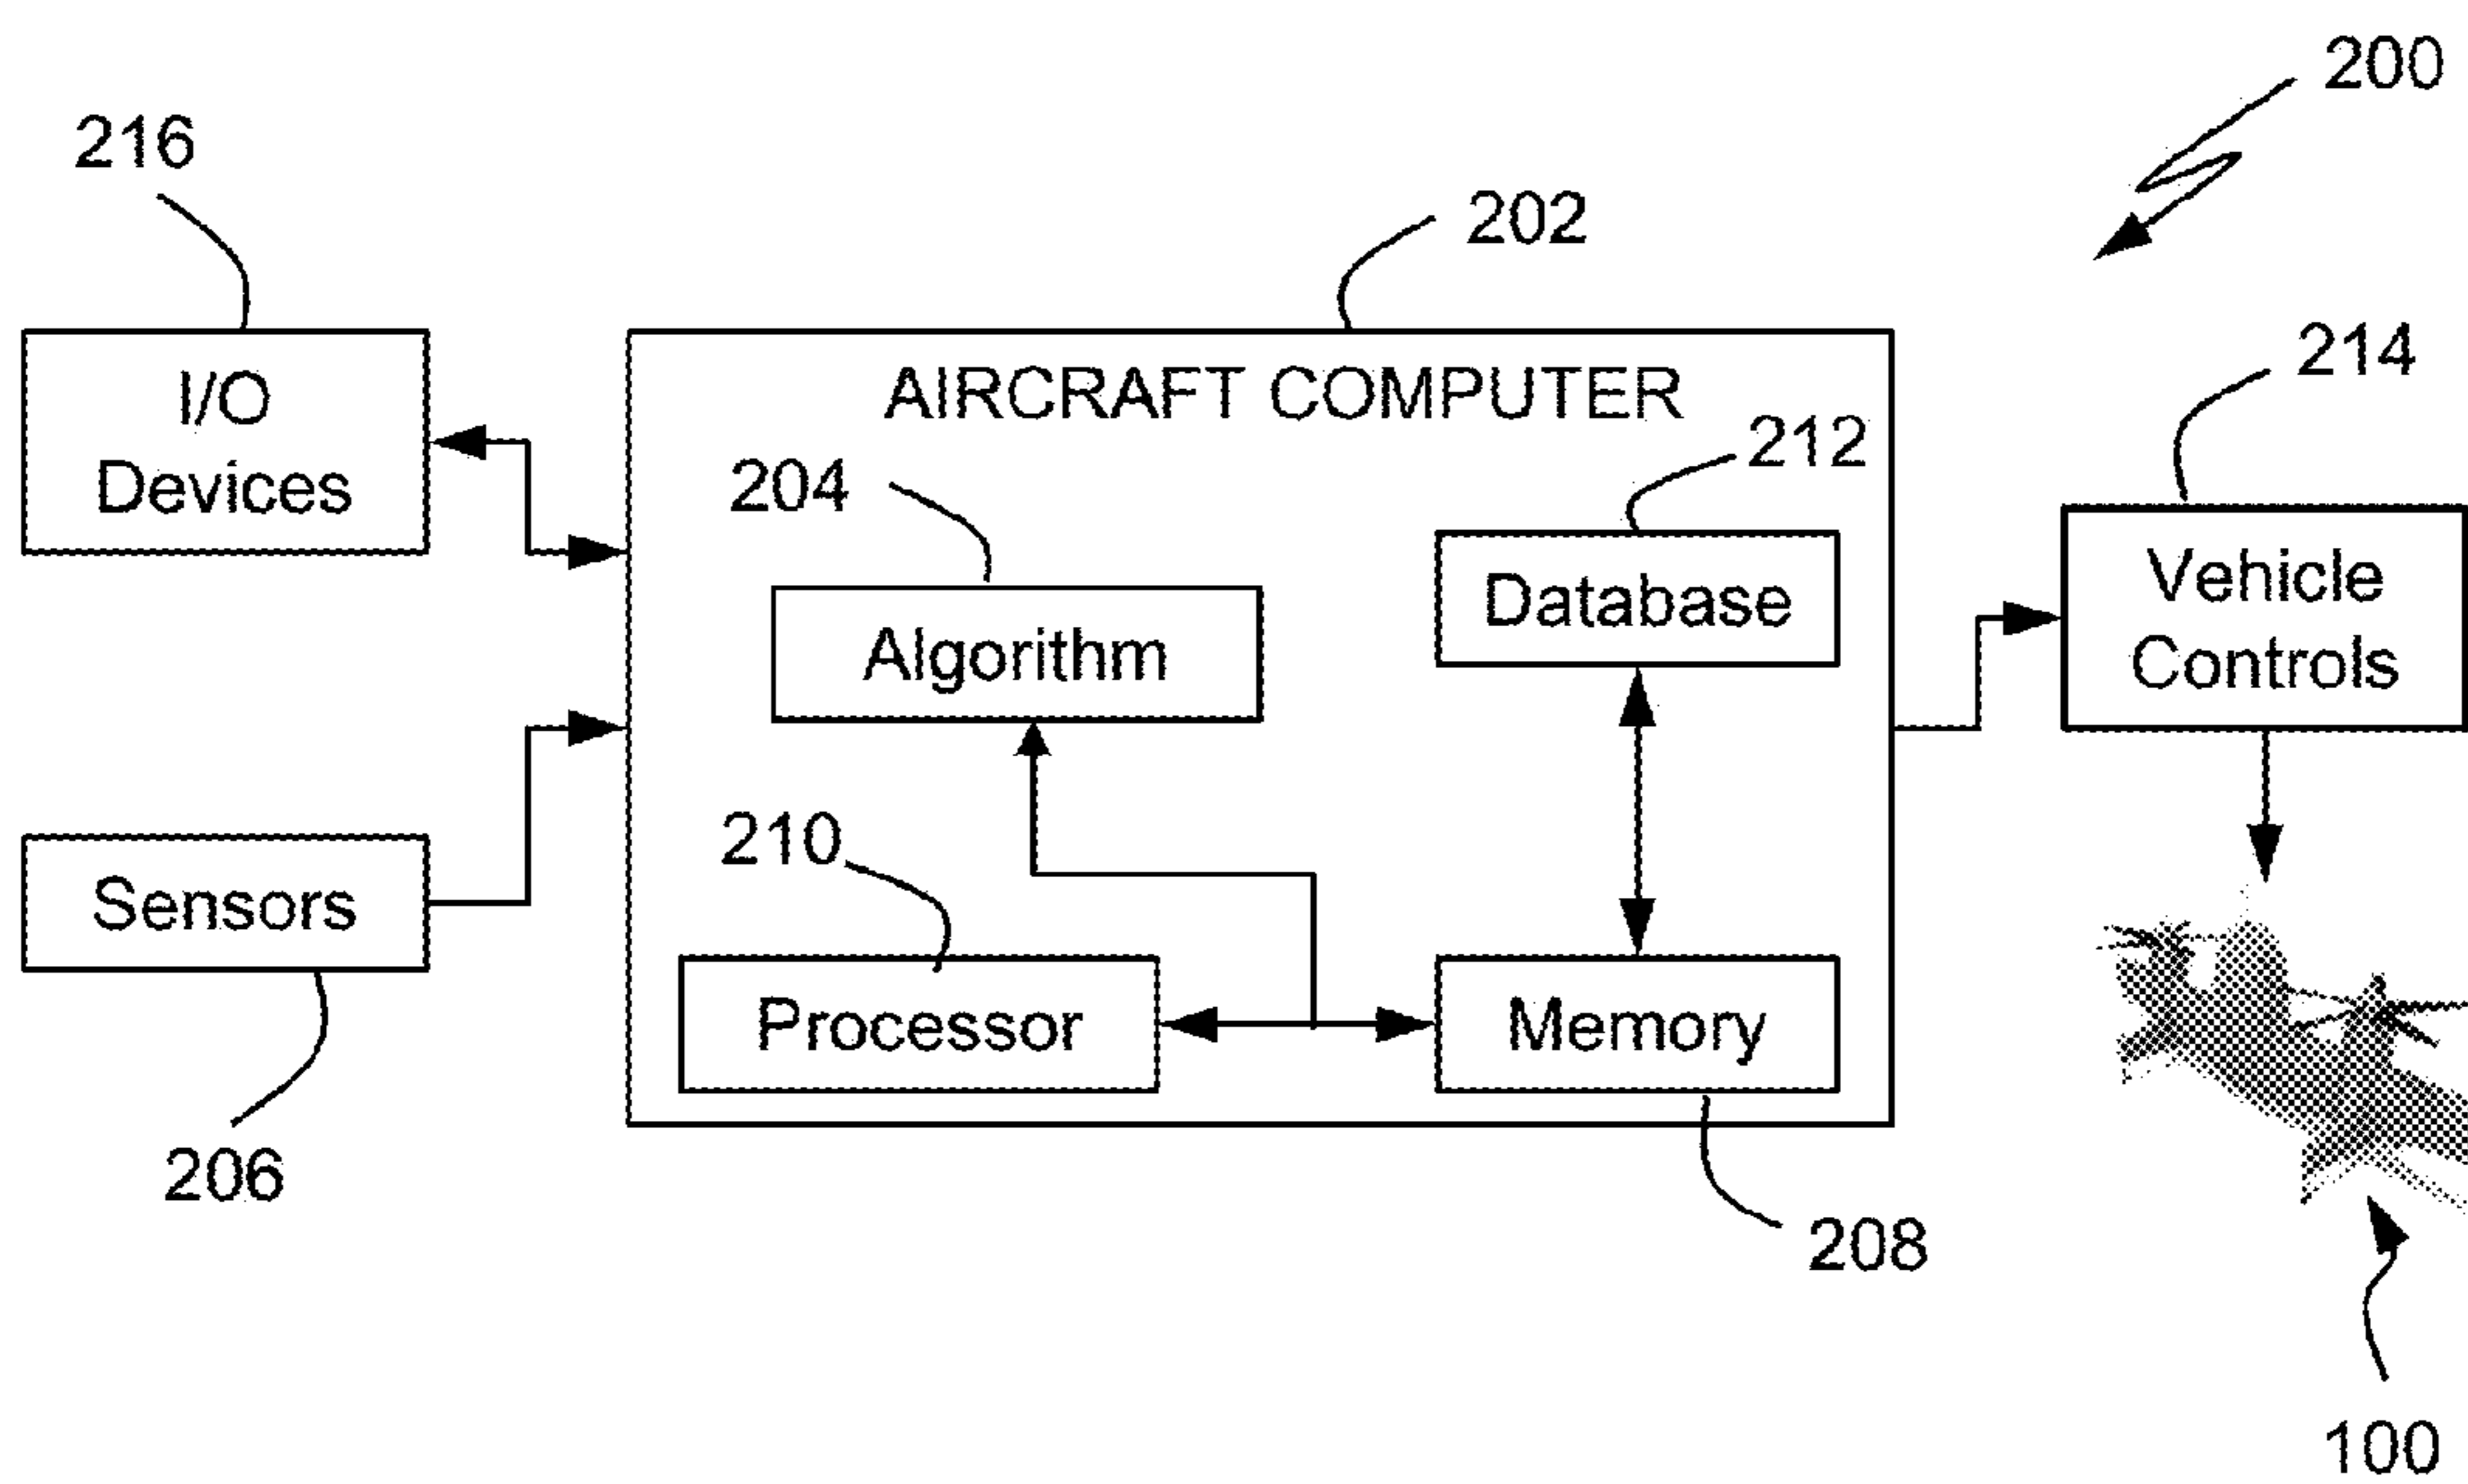 200
216
202
214
I/O
Devices
AIRCRAFT COMPUTER
212
204
Database
Vehicle
Controls
Algorithm
210
Sensors
Processor
Memory
206
208
100